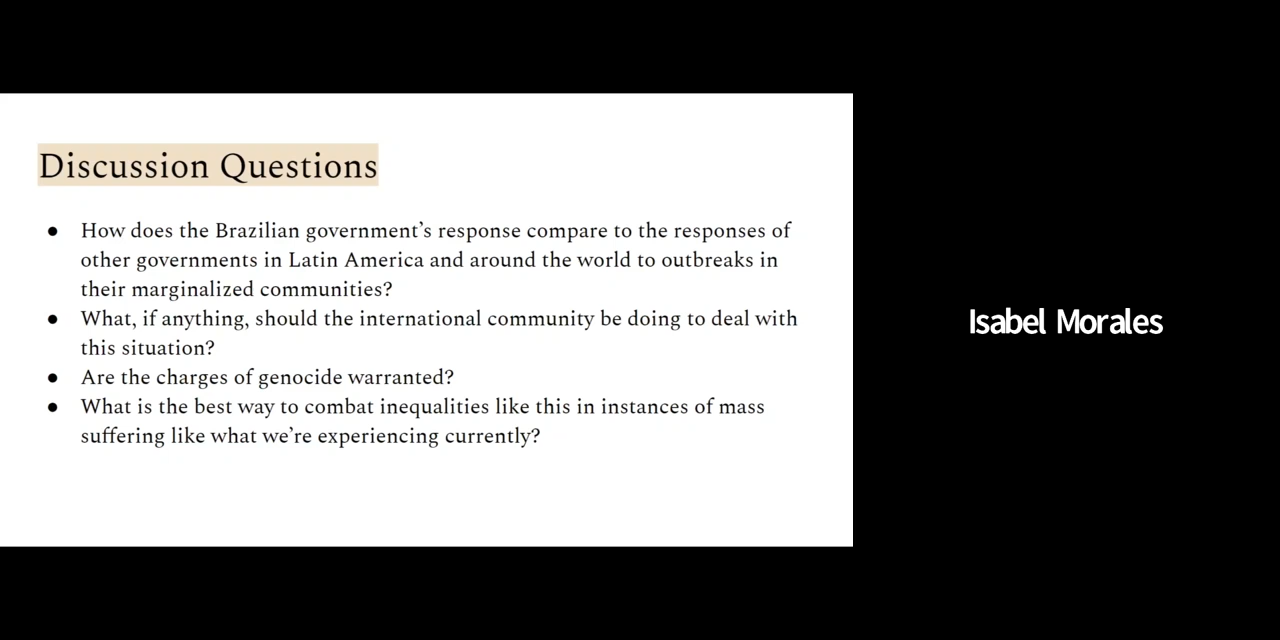 Discussion Questions
● How does the Brazilian government’s response compare to the responses of
other governments in Latin America and around the world to outbreaks in
their marginalized communities?
● What, if anything, should the international community be doing to deal with
this situation?
● Are the charges of genocide warranted?
● What is the best way to combat inequalities like this in instances of mass
suffering like what we’re experiencing currently?
Isabel Morales